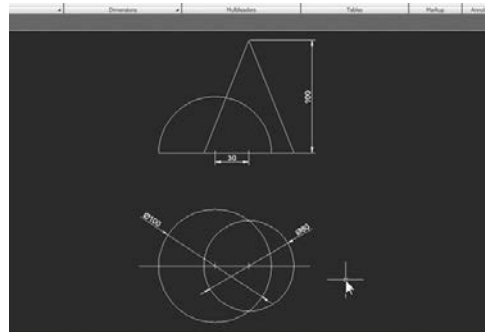 Dimensions
Multileaders
Tables
Markup
100
30
Ø100
Ø80